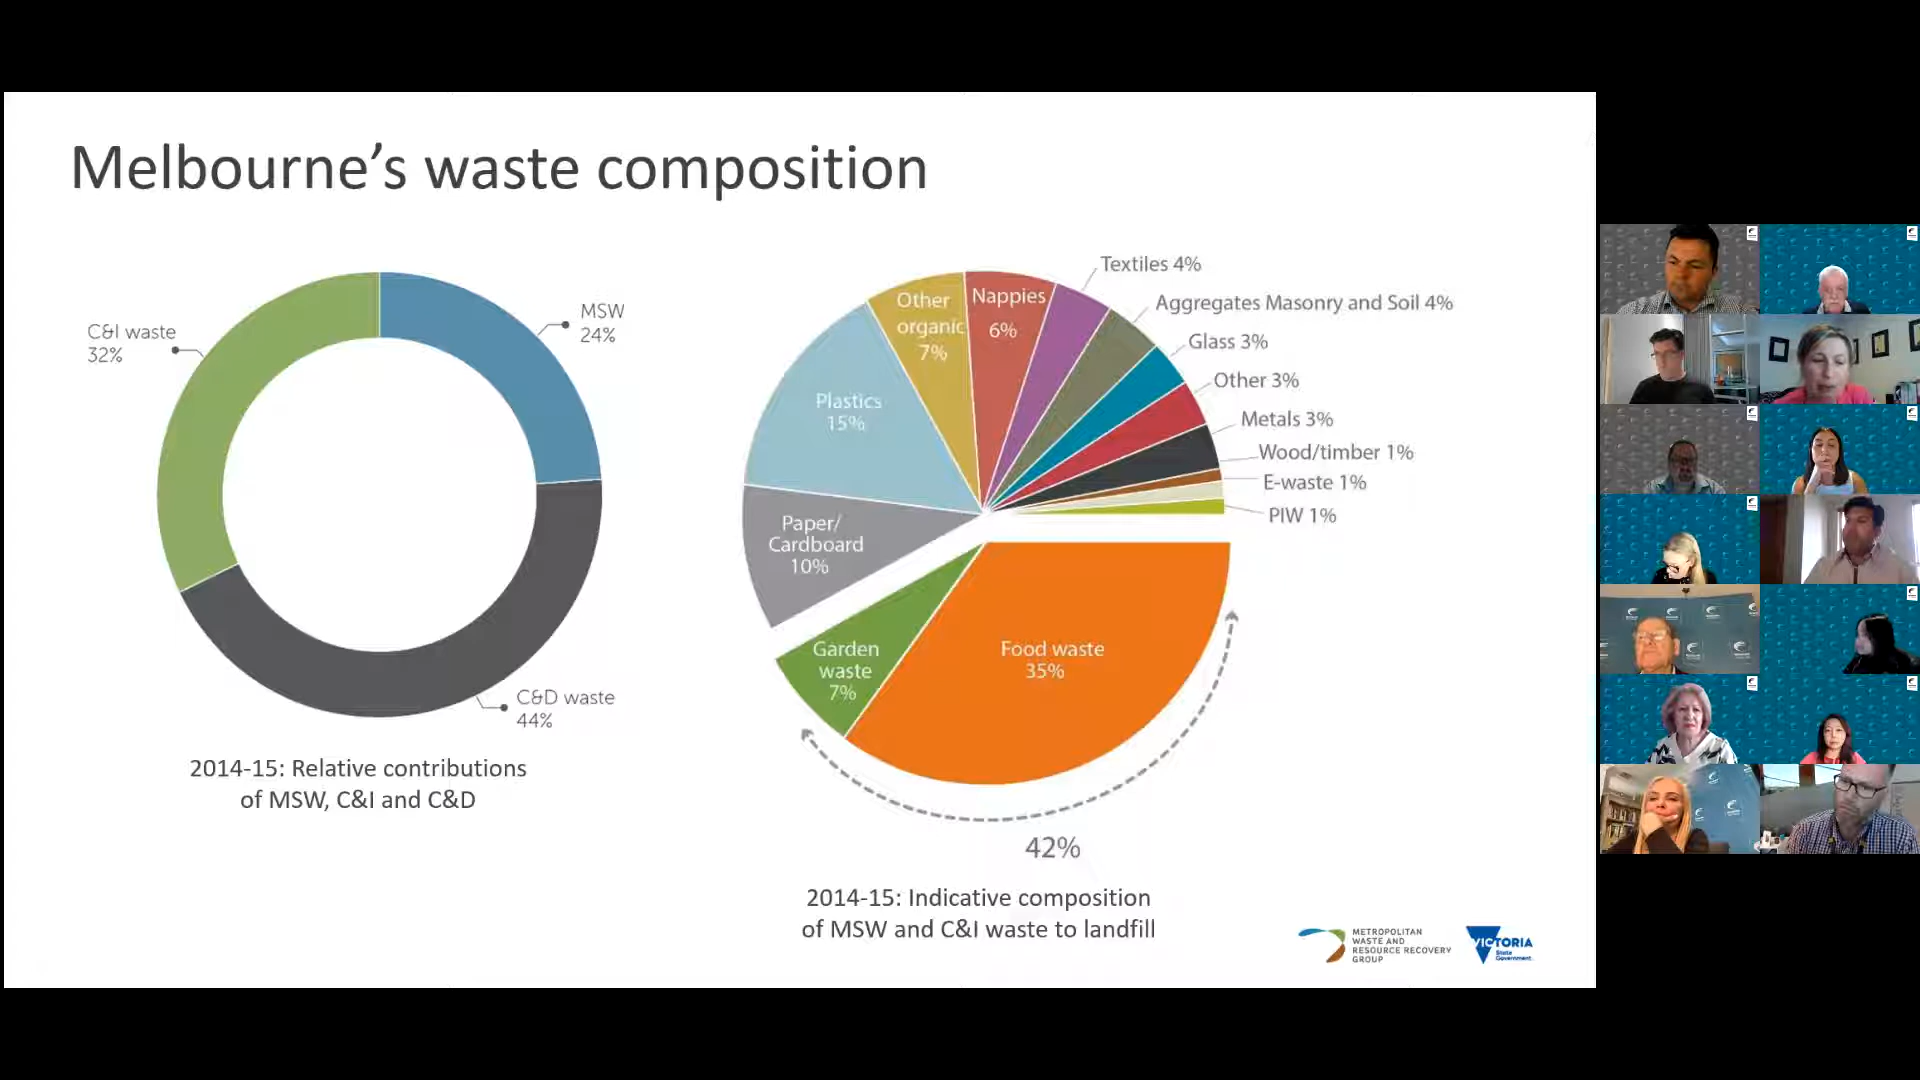 Melbourne’s waste composition
C&I waste
32%
MSW
24%
C&D waste
44%
2014-15: Relative contributions
of MSW, C&I and C&D
Other
organic
7%
Nappies
6%
Textiles 4%
Aggregates Masonry and Soil 4%
Glass 3%
Other 3%
Metals 3%
Wood/timber 1%
E-waste 1%
PIW 1%
Plastics
15%
Paper/
Cardboard
10%
Garden
waste
7%
Food waste
35%
42%
2014-15: Indicative composition
of MSW and C&I waste to landfill
METROPOLITAN
WASTE AND
RESOURCE RECOVERY
GROUP
VICTORIA
State
Government